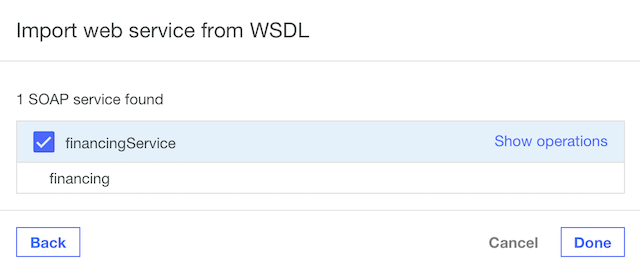 Import web service from WSDL
1 SOAP service found
financingService Show operations
financing
Back Cancel Done